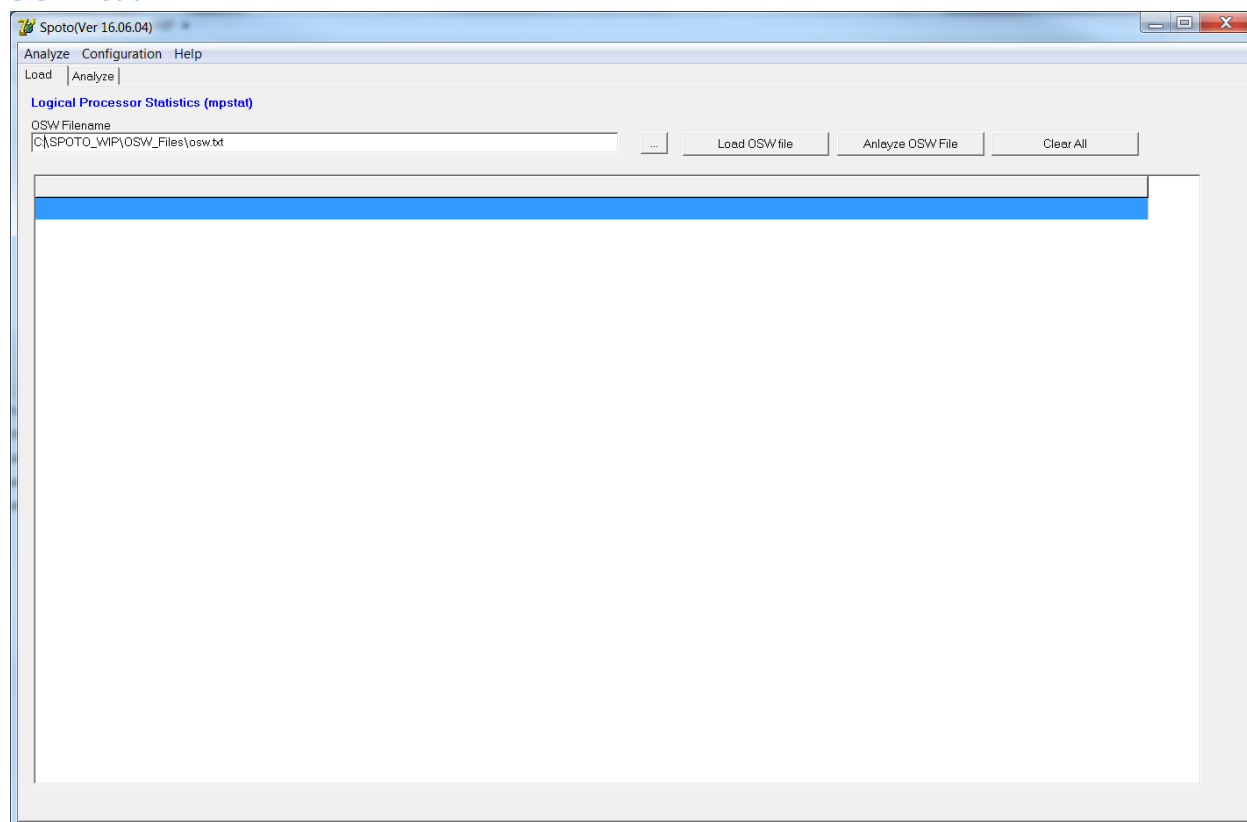 Spoto(Ver 16.06.04)
Analyze Configuration Help
Load Analyze
Logical Processor Statistics (mpstat)
OSW Filename
C:\SPOTO_WIP\OSW_Files\osw.txt ... Load OSW file Anlayze OSW File Clear All